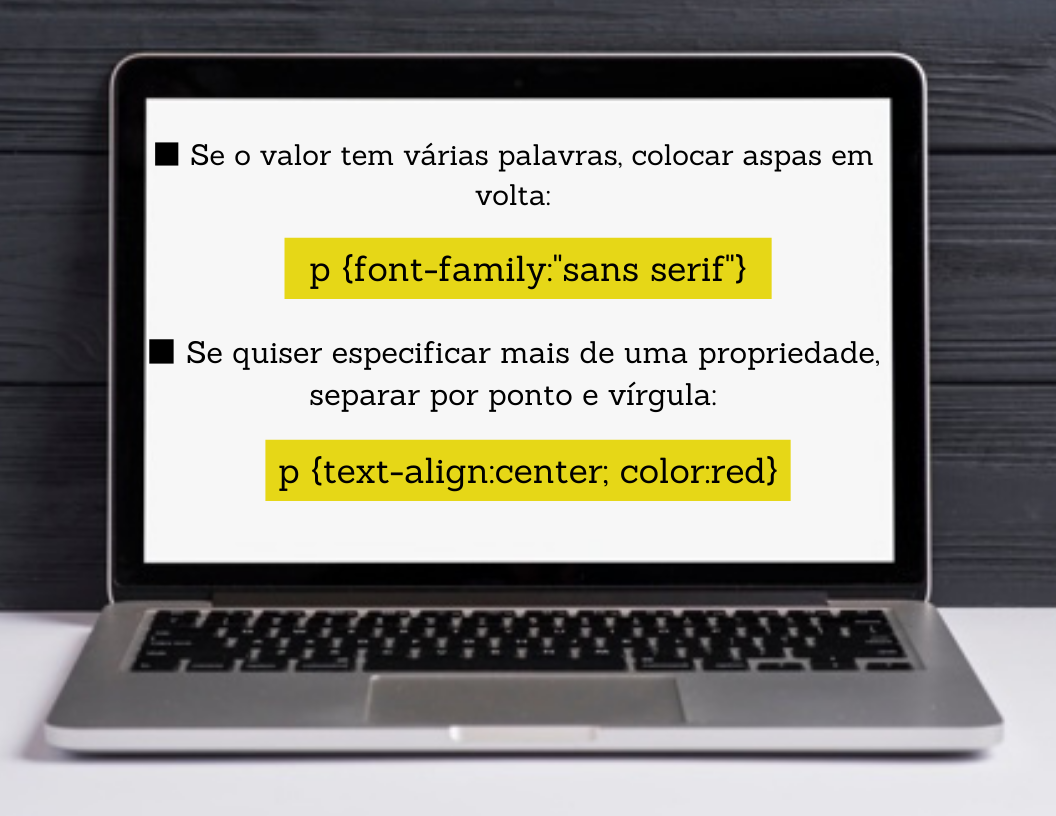 ■ Se o valor tem várias palavras, colocar aspas em
volta:
p {font-family:"sans serif"}
■ Se quiser especificar mais de uma propriedade,
separar por ponto e vírgula:
p {text-align:center; color:red}